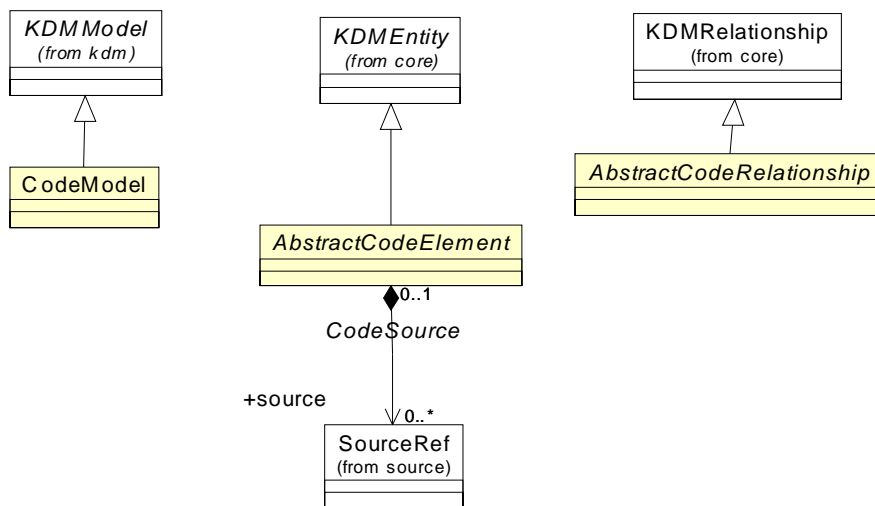 KDMModel
(from kdm)
KDMEntity
(from core)
KDMRelationship
(from core)
CodeModel
AbstractCodeRelationship
AbstractCodeElement
0..1
CodeSource
+source
0..*
SourceRef
(from source)